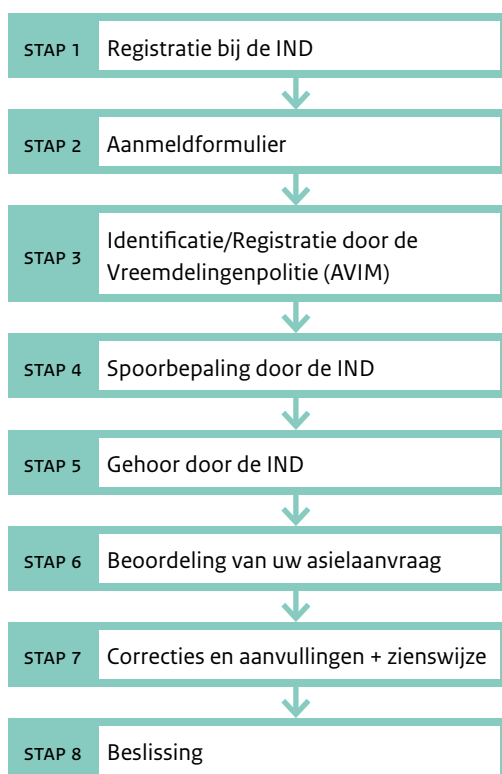 STAP 1 Registratie bij de IND
STAP 2 Aanmeldformulier
STAP 3 Identificatie/Registratie door de
Vreemdelingenpolitie (AVIM)
STAP 4 Spoorbepaling door de IND
STAP 5 Gehoor door de IND
STAP 6 Beoordeling van uw asielaanvraag
STAP 7 Correcties en aanvullingen + zienswijze
STAP 8 Beslissing